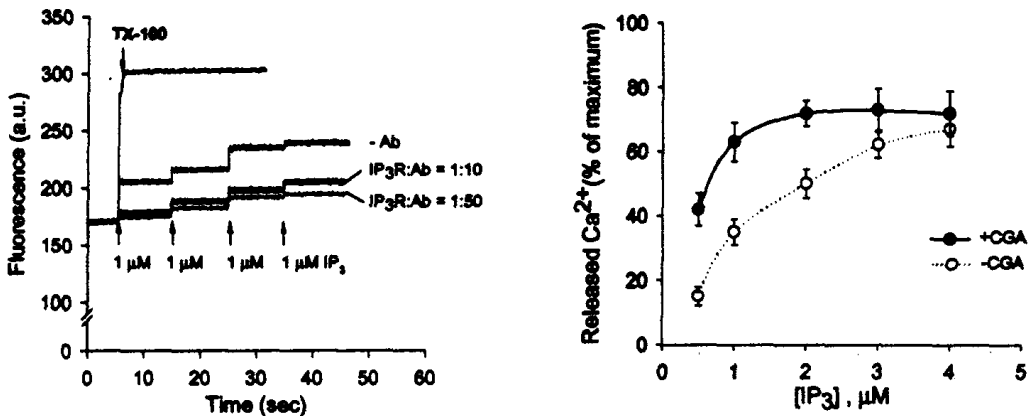 Fluorescence (a.u.)
350
300
250
200
150
100
0
TX-100
- Ab
IP₃R:Ab = 1:10
IP₃R:Ab = 1:50
1 μM 1 μM 1 μM 1 μM IP₃
0 10 20 30 40 50 60
Time (sec)
Released Ca²⁺(% of maximum)
100
80
60
40
20
0
+CGA
-CGA
0 1 2 3 4 5
[IP₃] , μM